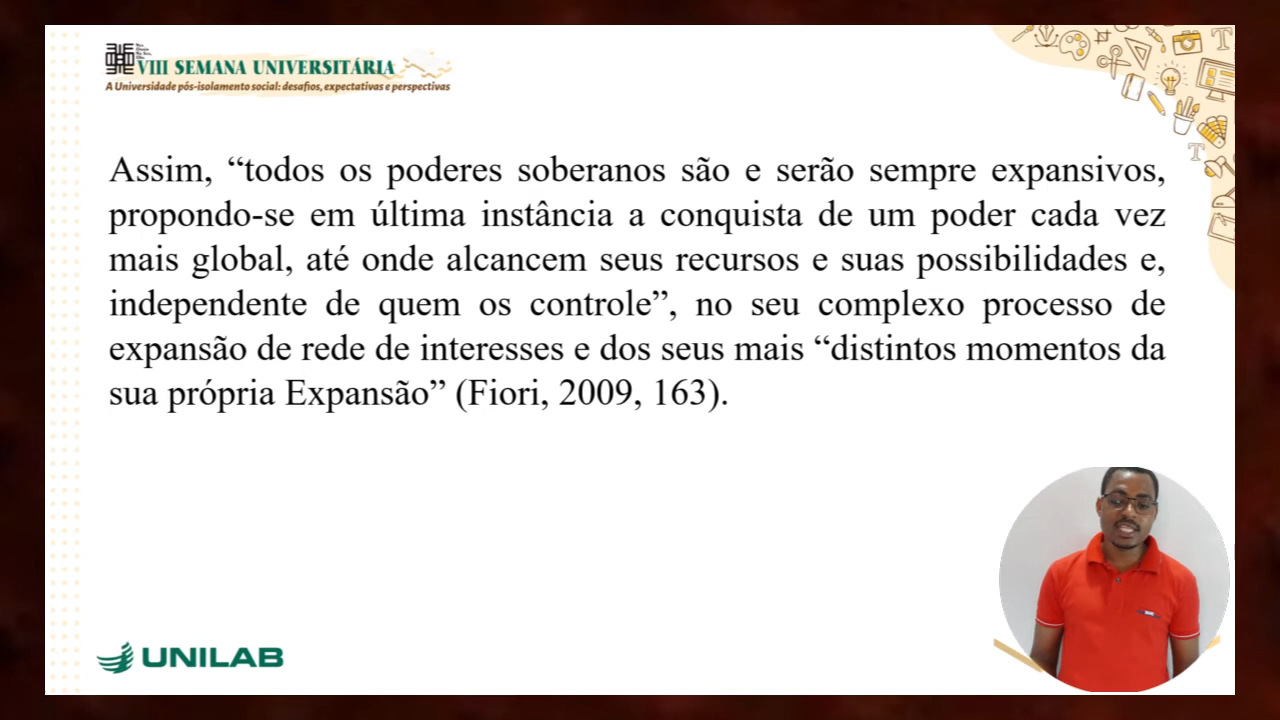 VIII SEMANA UNIVERSITÁRIA
A Universidade pós-isolamento social: desafios, expectativas e perspectivas
Assim, “todos os poderes soberanos são e serão sempre expansivos,
propondo-se em última instância a conquista de um poder cada vez
mais global, até onde alcancem seus recursos e suas possibilidades e,
independente de quem os controle”, no seu complexo processo de
expansão de rede de interesses e dos seus mais “distintos momentos da
sua própria Expansão” (Fiori, 2009, 163).
UNILAB